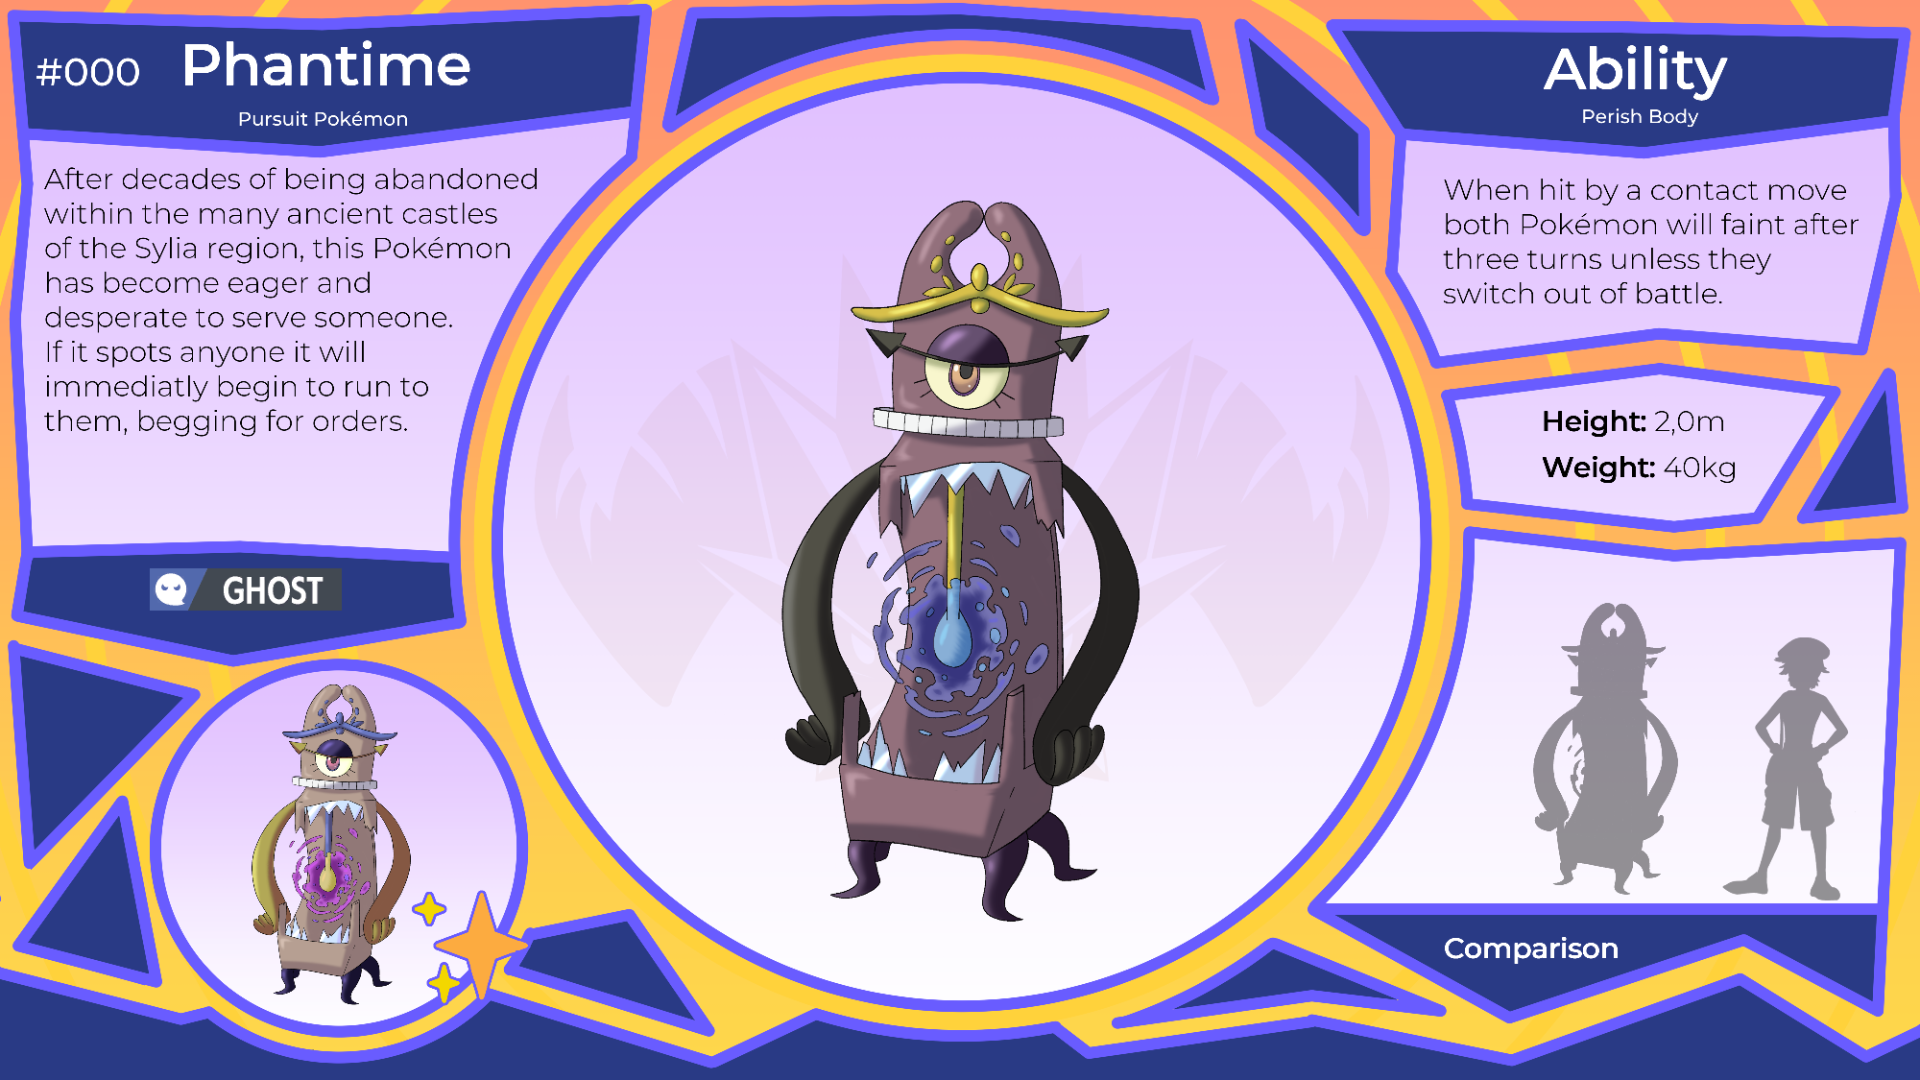 #000 Phantime
Pursuit Pokémon
After decades of being abandoned
within the many ancient castles
of the Sylia region, this Pokémon
has become eager and
desperate to serve someone.
If it spots anyone it will
immediatly begin to run to
them, begging for orders.
GHOST
Ability
Perish Body
When hit by a contact move
both Pokémon will faint after
three turns unless they
switch out of battle.
Height: 2,0m
Weight: 40kg
Comparison